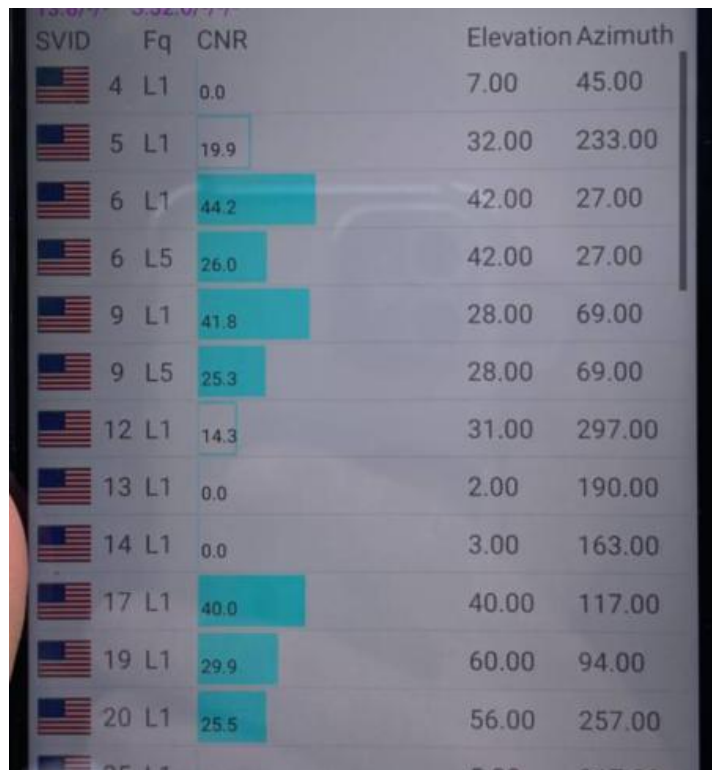 SVID Fq CNR Elevation Azimuth
4 L1 0.0 7.00 45.00
5 L1 19.9 32.00 233.00
6 L1 44.2 42.00 27.00
6 L5 26.0 42.00 27.00
9 L1 41.8 28.00 69.00
9 L5 25.3 28.00 69.00
12 L1 14.3 31.00 297.00
13 L1 0.0 2.00 190.00
14 L1 0.0 3.00 163.00
17 L1 40.0 40.00 117.00
19 L1 29.9 60.00 94.00
20 L1 25.5 56.00 257.00